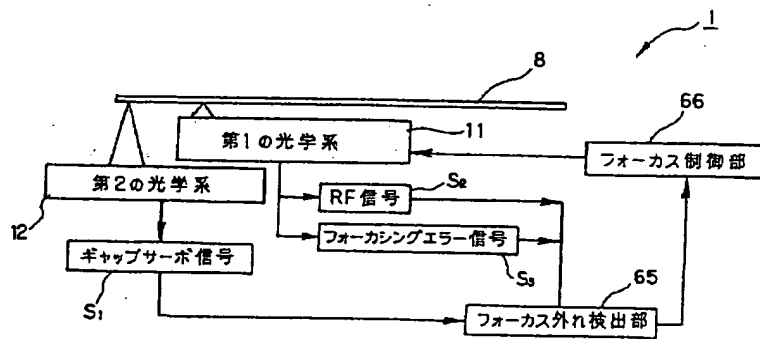 1
8
11
66
第1の光学系
フォーカス制御部
第2の光学系
RF信号
S2
12
フォーカシングエラー信号
S3
ギャップサーボ信号
S1
65
フォーカス外れ検出部